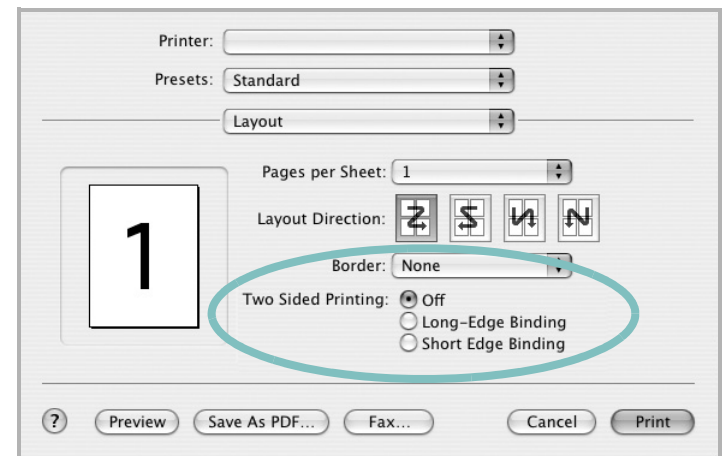 Printer:
Presets: Standard
Layout
Pages per Sheet: 1
1
Layout Direction:
Border: None
Two Sided Printing: Off
Long-Edge Binding
Short Edge Binding
? Preview Save As PDF... Fax... Cancel Print